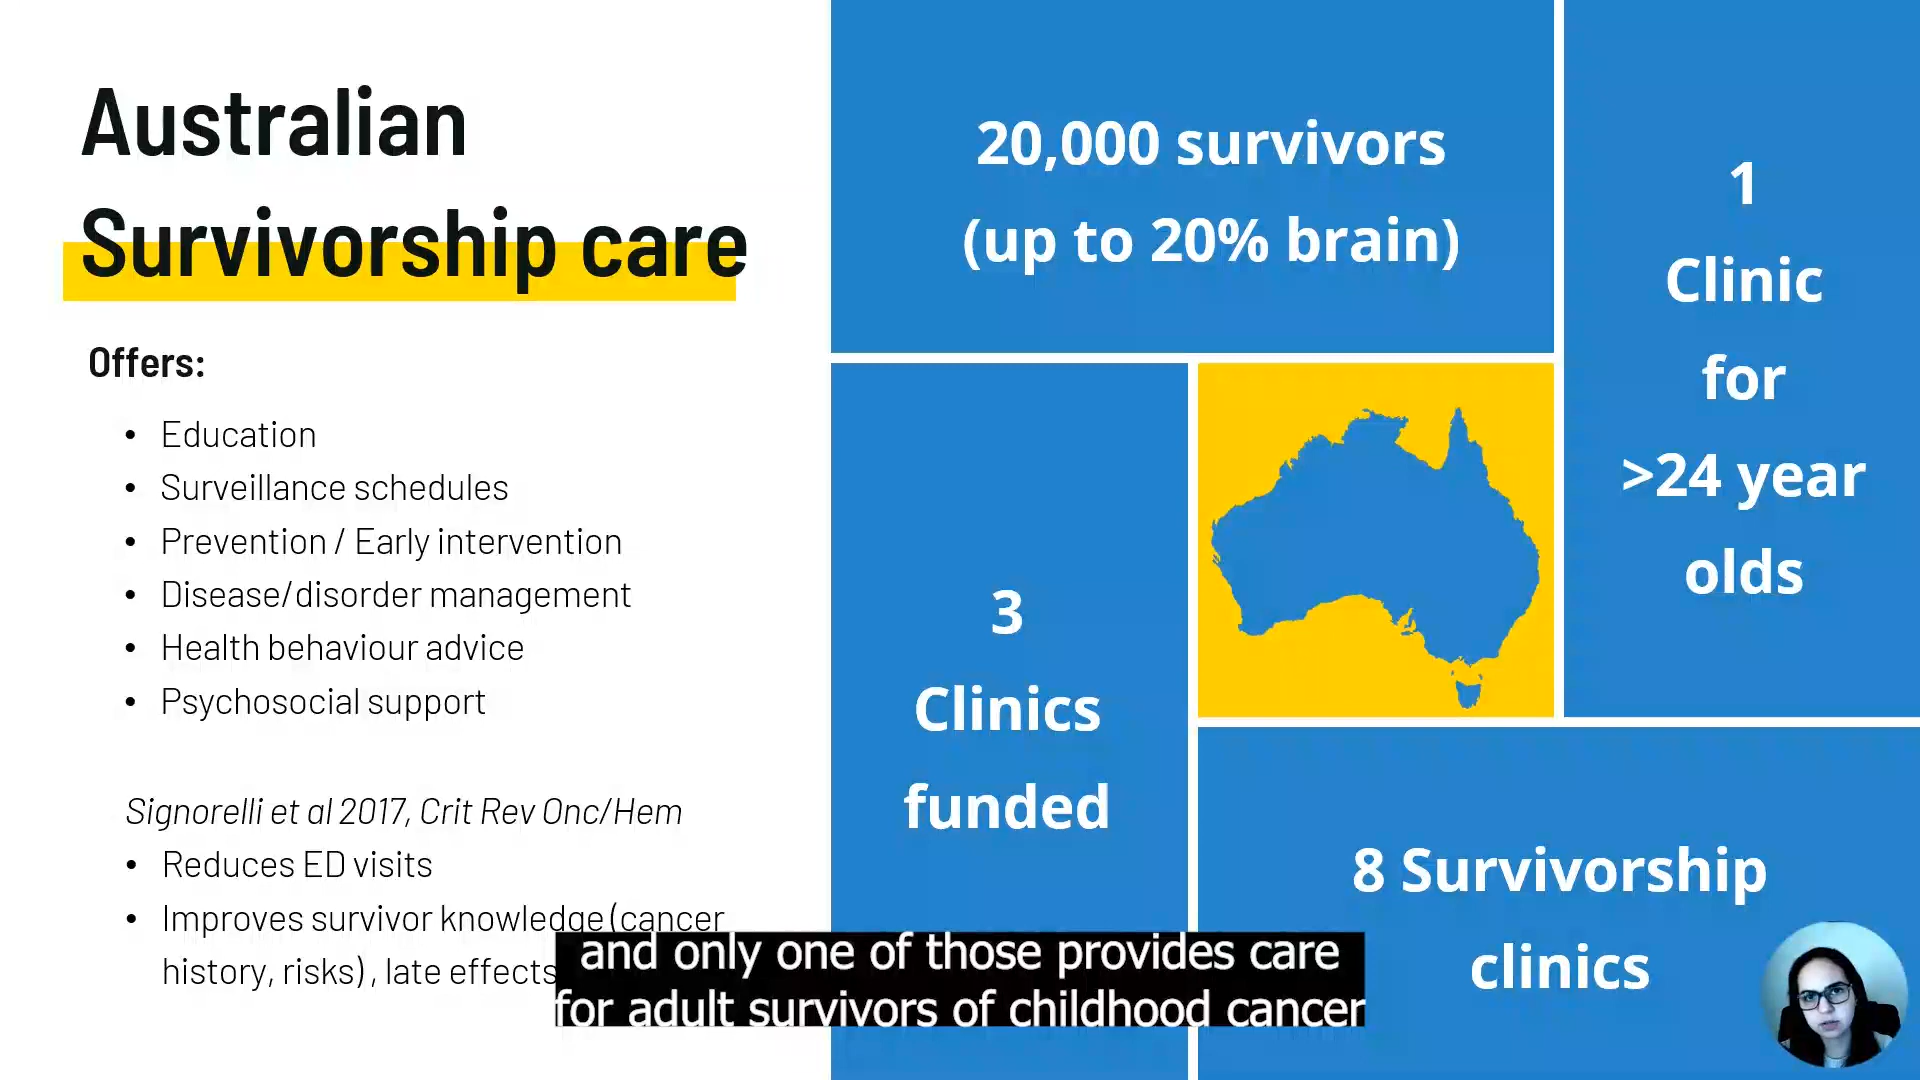 Australian
Survivorship care
Offers:
• Education
• Surveillance schedules
• Prevention / Early intervention
• Disease/disorder management
• Health behaviour advice
• Psychosocial support
Signorelli et al 2017, Crit Rev Onc/Hem
• Reduces ED visits
• Improves survivor knowledge (cancer
history, risks) , late effects
20,000 survivors
(up to 20% brain)
1
Clinic
for
>24 year
olds
3
Clinics
funded
8 Survivorship
clinics
and only one of those provides care
for adult survivors of childhood cancer